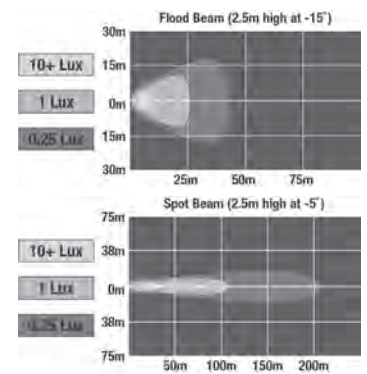 Flood Beam (2.5m high at -15˚)
30m
10+ Lux
15m
1 Lux
0m
0.25 Lux
15m
30m
25m 50m 75m
Spot Beam (2.5m high at -5˚)
75m
10+ Lux
38m
1 Lux
0m
0.25 Lux
38m
75m
50m 100m 150m 200m